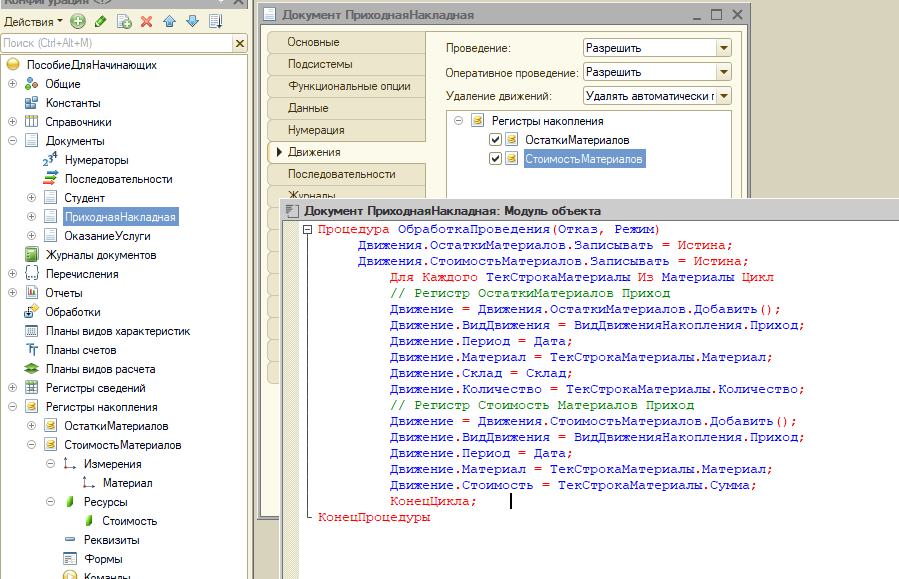 Конфигурация <!>
Действия
Поиск (Ctrl+Alt+M)
ПособиеДляНачинающих
Общие
Константы
Справочники
Документы
Нумераторы
Последовательности
Студент
ПриходнаяНакладная
ОказаниеУслуги
Журналы документов
Перечисления
Отчеты
Обработки
Планы видов характеристик
Планы счетов
Планы видов расчета
Регистры сведений
Регистры накопления
ОстаткиМатериалов
СтоимостьМатериалов
Измерения
Материал
Ресурсы
Стоимость
Реквизиты
Формы
Команды
Документ ПриходнаяНакладная
Основные
Подсистемы
Функциональные опции
Данные
Нумерация
Движения
Последовательности
Журналы
Проведение: Разрешить
Оперативное проведение: Разрешить
Удаление движений: Удалять автоматически г
Регистры накопления
ОстаткиМатериалов
СтоимостьМатериалов
Документ ПриходнаяНакладная: Модуль объекта
Процедура ОбработкаПроведения(Отказ, Режим)
Движения.ОстаткиМатериалов.Записывать = Истина;
Движения.СтоимостьМатериалов.Записывать = Истина;
Для Каждого ТекСтрокаМатериалы Из Материалы Цикл
// Регистр ОстаткиМатериалов Приход
Движение = Движения.ОстаткиМатериалов.Добавить();
Движение.ВидДвижения = ВидДвиженияНакопления.Приход;
Движение.Период = Дата;
Движение.Материал = ТекСтрокаМатериалы.Материал;
Движение.Склад = Склад;
Движение.Количество = ТекСтрокаМатериалы.Количество;
// Регистр Стоимость Материалов Приход
Движение = Движения.СтоимостьМатериалов.Добавить();
Движение.ВидДвижения = ВидДвиженияНакопления.Приход;
Движение.Период = Дата;
Движение.Материал = ТекСтрокаМатериалы.Материал;
Движение.Стоимость = ТекСтрокаМатериалы.Сумма;
КонецЦикла;
КонецПроцедуры